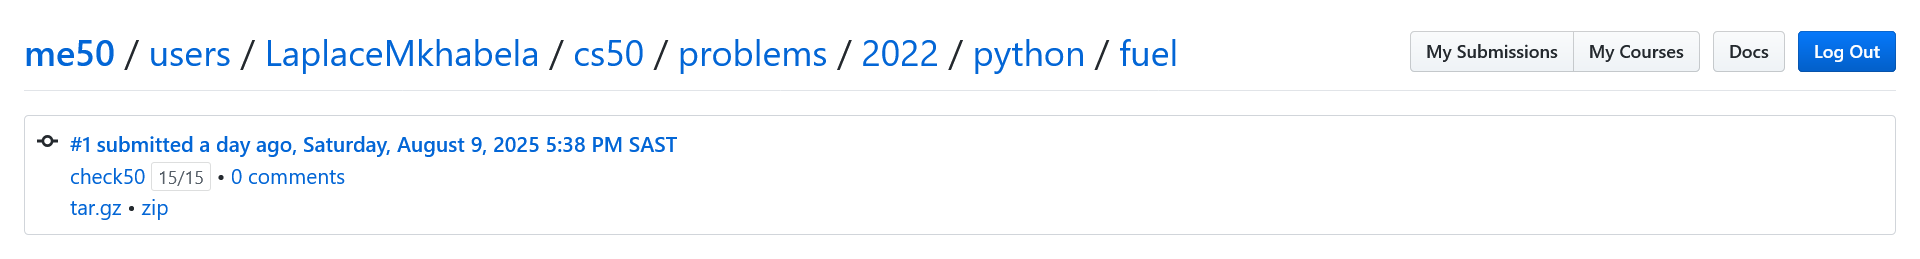 me50 / users / LaplaceMkhabela / cs50 / problems / 2022 / python / fuel
My Submissions
My Courses
Docs
Log Out
#1 submitted a day ago, Saturday, August 9, 2025 5:38 PM SAST
check50 15/15 • 0 comments
tar.gz • zip